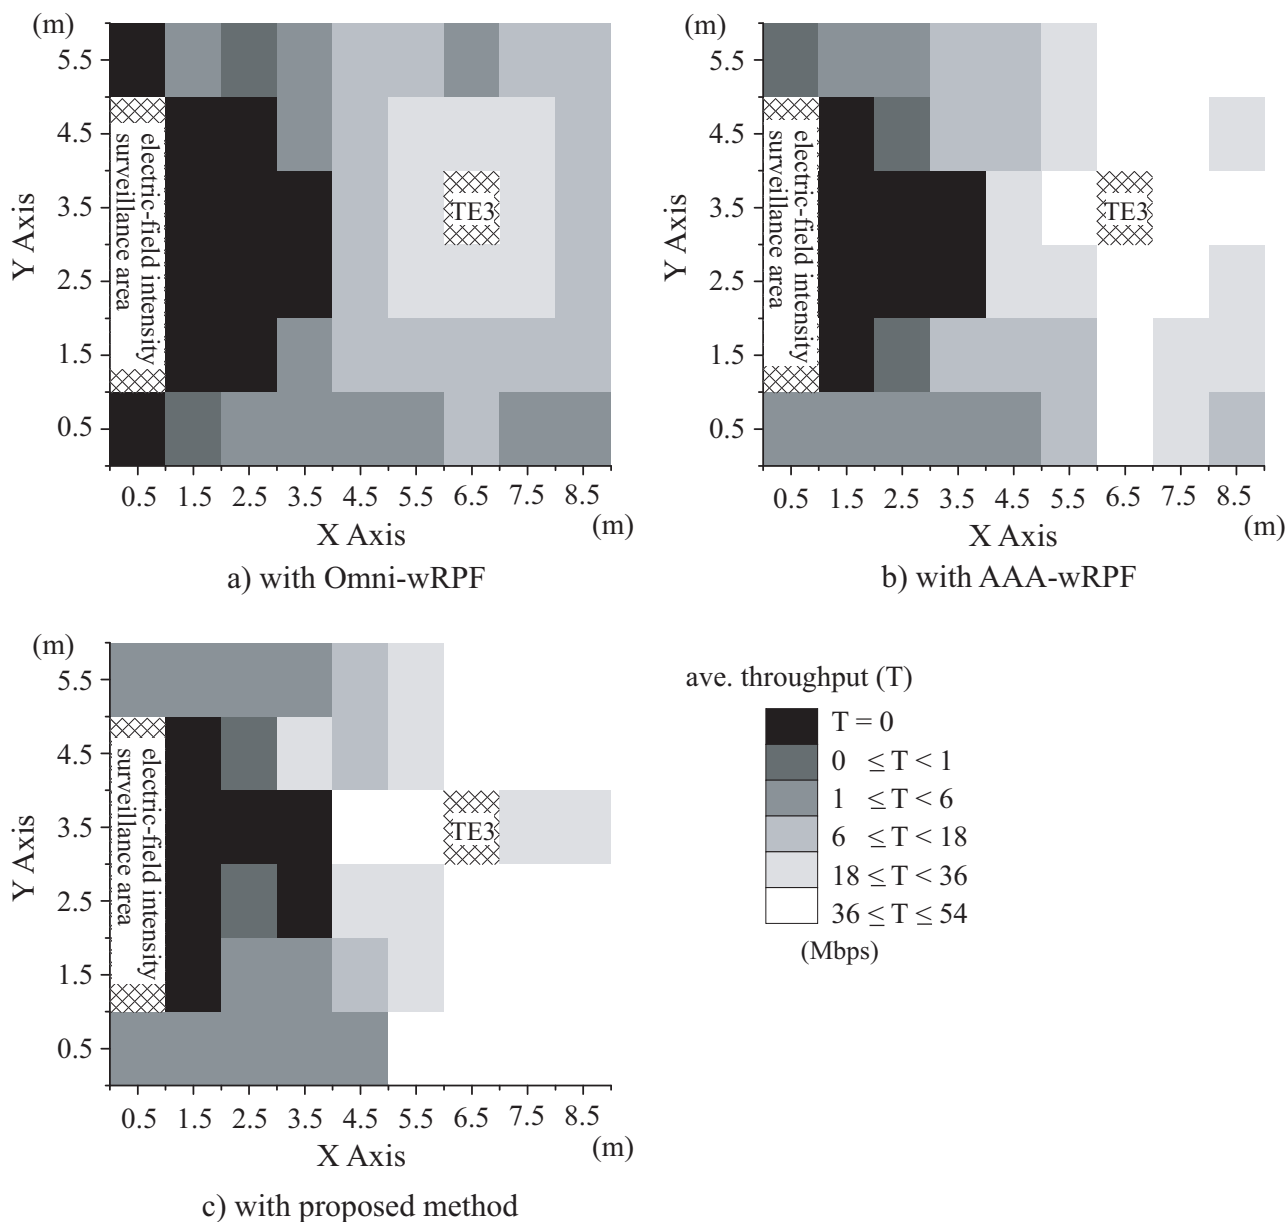 (m)
5.5
4.5
3.5
2.5
1.5
0.5
Y Axis
electric-field intensity
surveillance area
TE3
0.5 1.5 2.5 3.5 4.5 5.5 6.5 7.5 8.5
X Axis
(m)
a) with Omni-wRPF
(m)
5.5
4.5
3.5
2.5
1.5
0.5
Y Axis
electric-field intensity
surveillance area
TE3
0.5 1.5 2.5 3.5 4.5 5.5 6.5 7.5 8.5
X Axis
(m)
b) with AAA-wRPF
(m)
5.5
4.5
3.5
2.5
1.5
0.5
Y Axis
electric-field intensity
surveillance area
TE3
0.5 1.5 2.5 3.5 4.5 5.5 6.5 7.5 8.5
X Axis
(m)
c) with proposed method
ave. throughput (T)
T = 0
0 ≤ T < 1
1 ≤ T < 6
6 ≤ T < 18
18 ≤ T < 36
36 ≤ T ≤ 54
(Mbps)